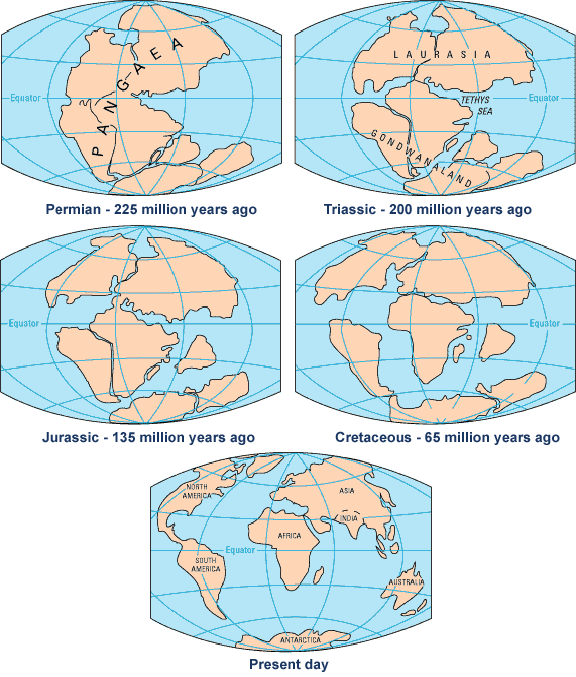 PANGAEA
Equator
Permian - 225 million years ago
LAURASIA
TETHYS
SEA
Equator
GONDWANALAND
Triassic - 200 million years ago
Equator
Jurassic - 135 million years ago
Equator
Cretaceous - 65 million years ago
NORTH
AMERICA
ASIA
INDIA
AFRICA
Equator
SOUTH
AMERICA
AUSTRALIA
ANTARCTICA
Present day